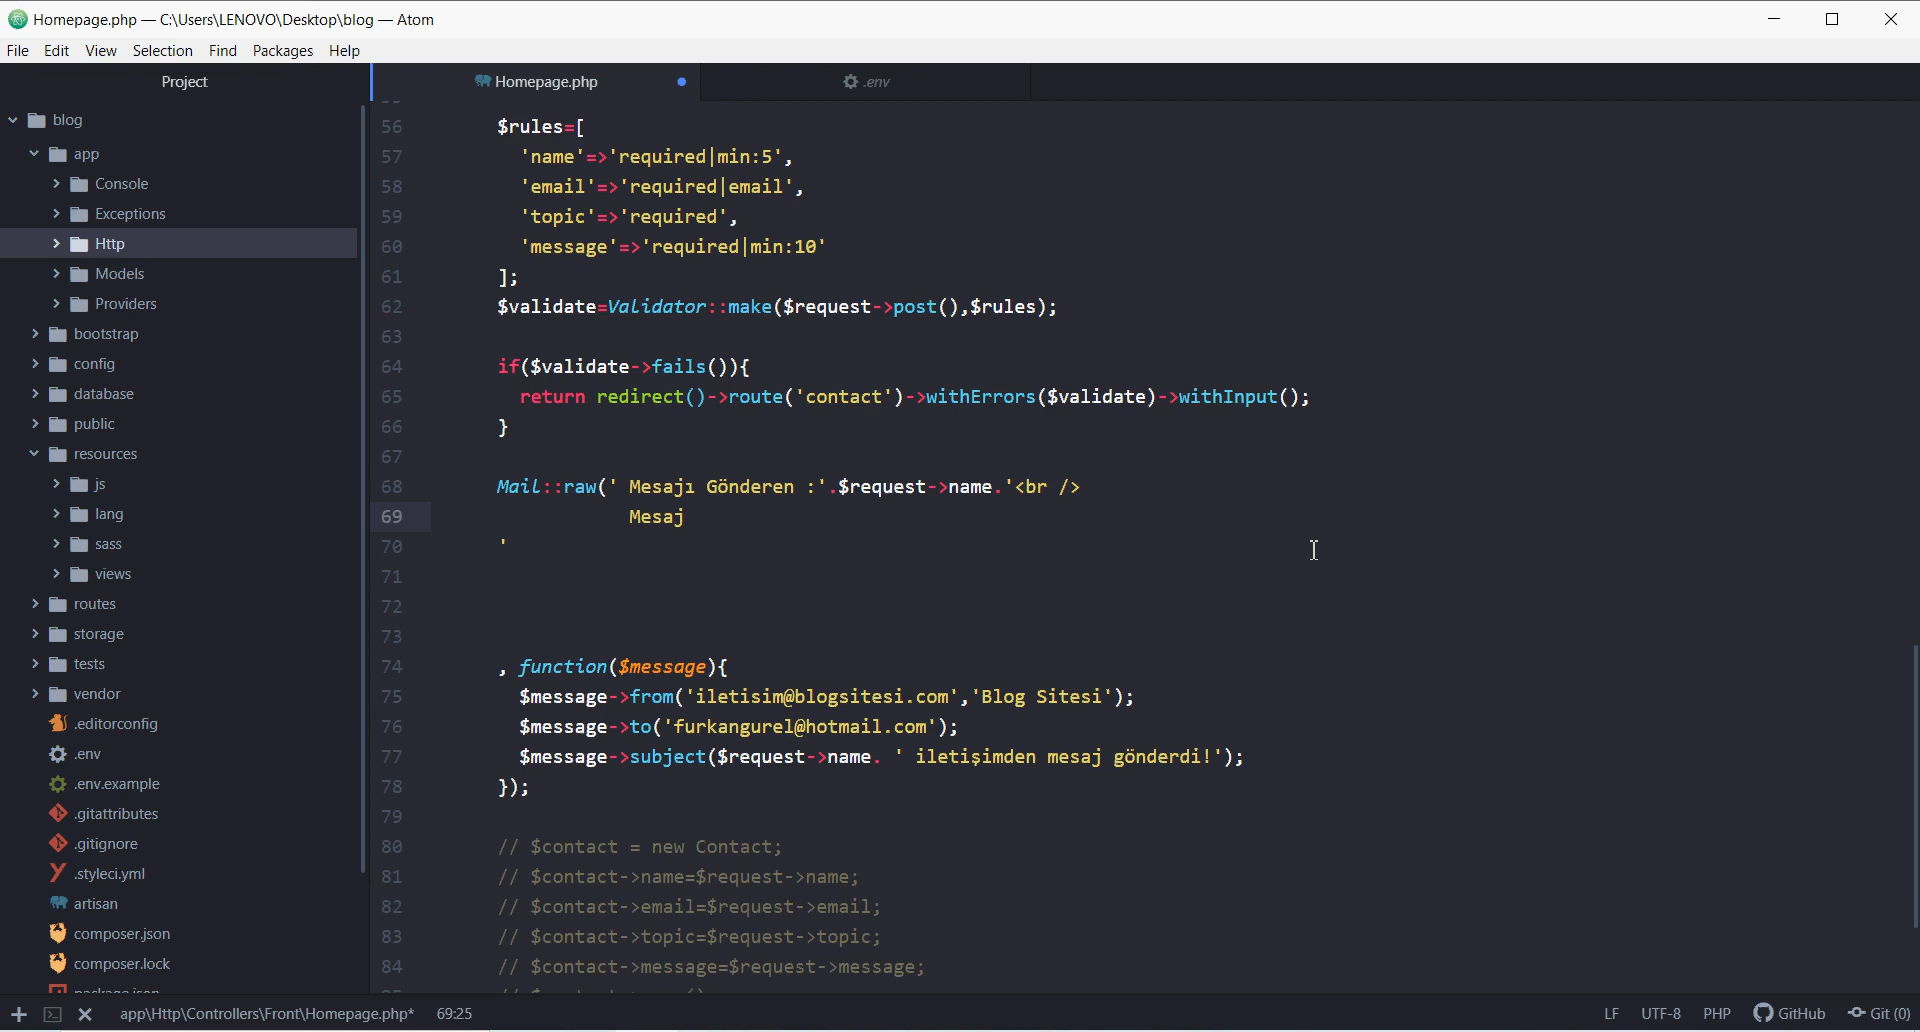 Homepage.php — C:\Users\LENOVO\Desktop\blog — Atom
File Edit View Selection Find Packages Help
Project
Homepage.php
.env
blog
app
Console
Exceptions
Http
Models
Providers
bootstrap
config
database
public
resources
js
lang
sass
views
routes
storage
tests
vendor
.editorconfig
.env
.env.example
.gitattributes
.gitignore
.styleci.yml
artisan
composer.json
composer.lock
package.json
56 $rules=[
57 'name'=>'required|min:5',
58 'email'=>'required|email',
59 'topic'=>'required',
60 'message'=>'required|min:10'
61 ];
62 $validate=Validator::make($request->post(),$rules);
63
64 if($validate->fails()){
65 return redirect()->route('contact')->withErrors($validate)->withInput();
66 }
67
68 Mail::raw(' Mesajı Gönderen :'.$request->name.'<br />
69 Mesaj
70 '
71
72
73
74 , function($message){
75 $message->from('iletisim@blogsitesi.com','Blog Sitesi');
76 $message->to('furkangurel@hotmail.com');
77 $message->subject($request->name. ' iletişimden mesaj gönderdi!');
78 });
79
80 // $contact = new Contact;
81 // $contact->name=$request->name;
82 // $contact->email=$request->email;
83 // $contact->topic=$request->topic;
84 // $contact->message=$request->message;
app\Http\Controllers\Front\Homepage.php* 69:25 LF UTF-8 PHP GitHub Git (0)